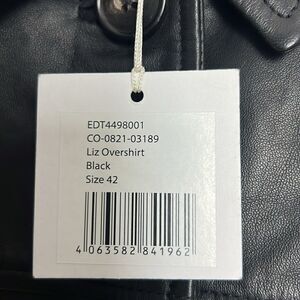 EDT4498001
CO-0821-03189
Liz Overshirt
Black
Size 42
4 063582 841962